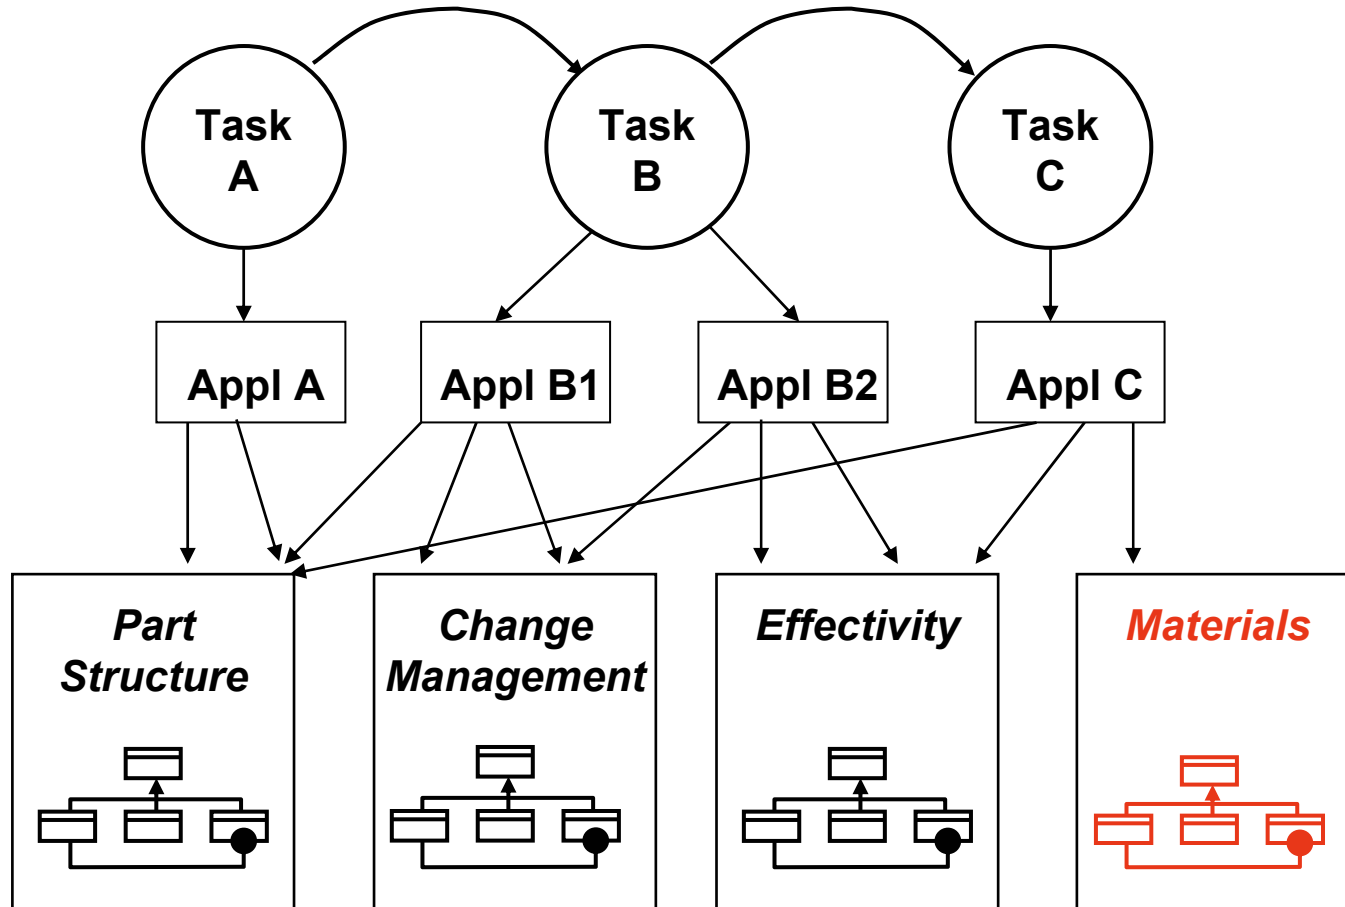 Task
A
Task
B
Task
C
Appl A
Appl B1
Appl B2
Appl C
Part
Structure
Change
Management
Effectivity
Materials